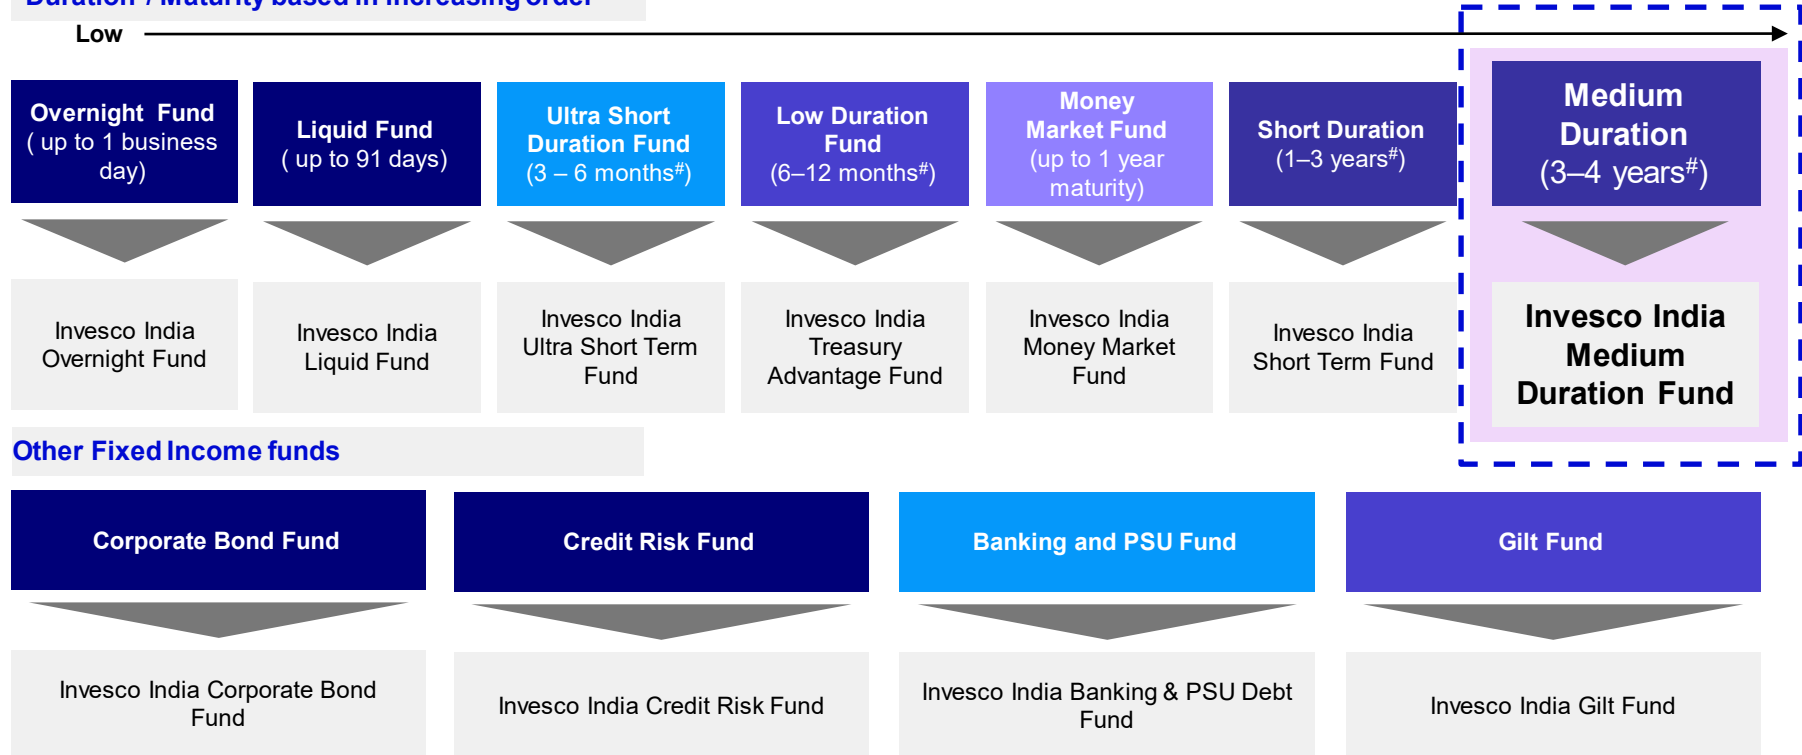 Duration / Maturity based in increasing order
Low
Overnight Fund
( up to 1 business
day)
Liquid Fund
( up to 91 days)
Ultra Short
Duration Fund
(3 – 6 months#)
Low Duration
Fund
(6–12 months#)
Money
Market Fund
(up to 1 year
maturity)
Short Duration
(1–3 years#)
Medium
Duration
(3–4 years#)
Invesco India
Overnight Fund
Invesco India
Liquid Fund
Invesco India
Ultra Short Term
Fund
Invesco India
Treasury
Advantage Fund
Invesco India
Money Market
Fund
Invesco India
Short Term Fund
Invesco India
Medium
Duration Fund
Other Fixed Income funds
Corporate Bond Fund
Credit Risk Fund
Banking and PSU Fund
Gilt Fund
Invesco India Corporate Bond
Fund
Invesco India Credit Risk Fund
Invesco India Banking & PSU Debt
Fund
Invesco India Gilt Fund